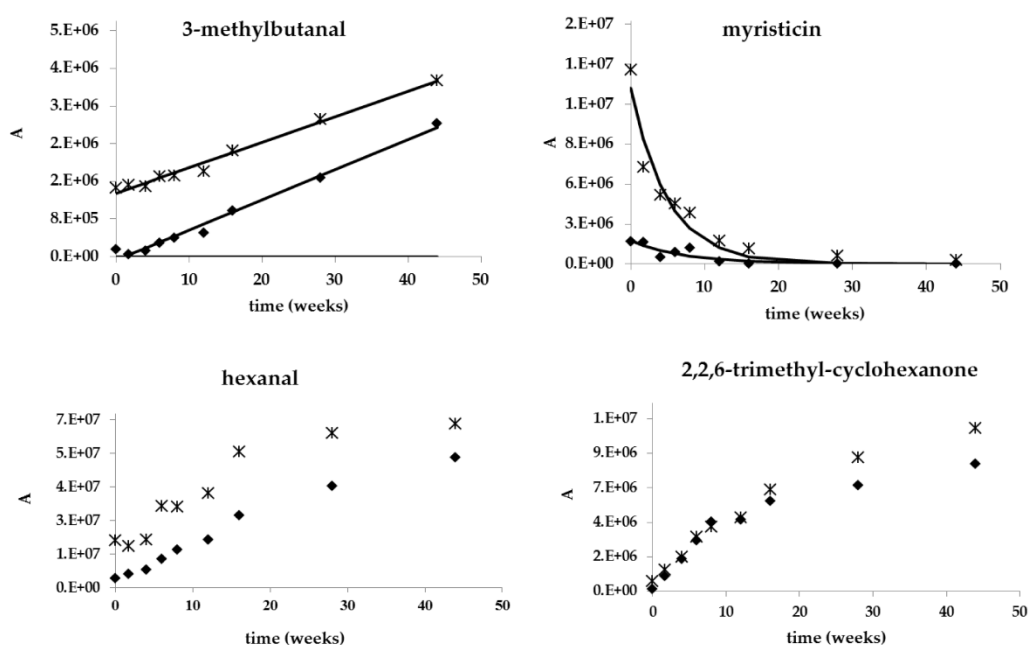 3-methylbutanal
5.E+06
4.E+06
3.E+06
2.E+06
2.E+06
8.E+05
0.E+00
A
0 10 20 30 40 50
time (weeks)
myristicin
2.E+07
1.E+07
1.E+07
8.E+06
6.E+06
3.E+06
0.E+00
A
0 10 20 30 40 50
time (weeks)
hexanal
7.E+07
5.E+07
4.E+07
3.E+07
1.E+07
0.E+00
A
0 10 20 30 40 50
time (weeks)
2,2,6-trimethyl-cyclohexanone
1.E+07
9.E+06
7.E+06
4.E+06
2.E+06
0.E+00
A
0 10 20 30 40 50
time (weeks)